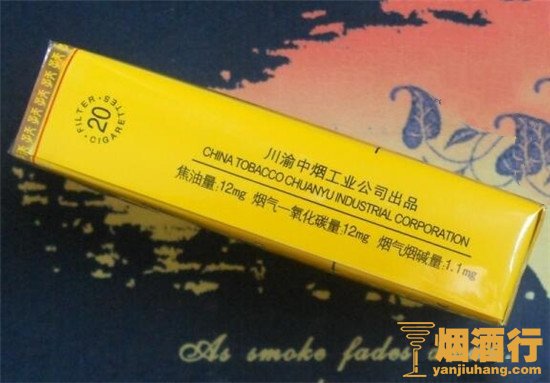 FILTER
20
CIGARETTES
川渝中烟工业公司出品
CHINA TOBACCO CHUANYU INDUSTRIAL CORPORATION
焦油量:12mg 烟气一氧化碳量:12mg 烟气烟碱量:1.1mg
As smoke fades
烟酒行
yanjiuhang.com